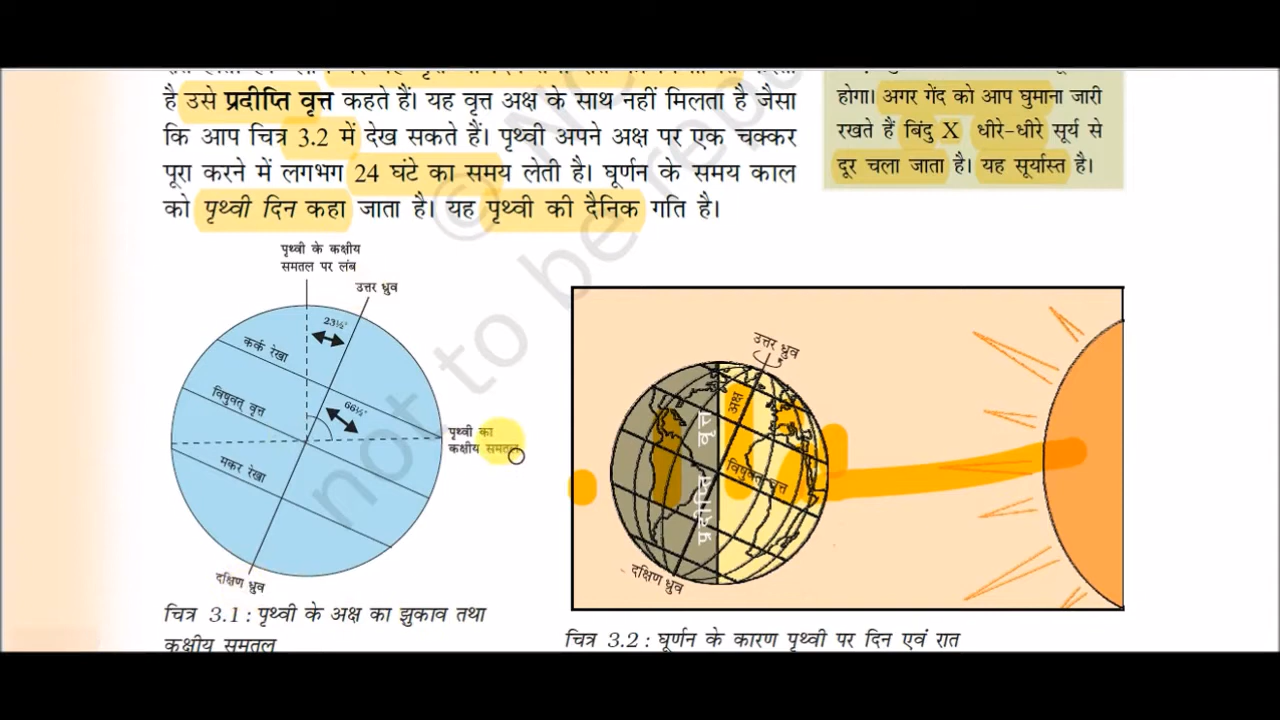 है उसे प्रदीप्ति वृत्त कहते हैं। यह वृत्त अक्ष के साथ नहीं मिलता है जैसा
कि आप चित्र 3.2 में देख सकते हैं। पृथ्वी अपने अक्ष पर एक चक्कर
पूरा करने में लगभग 24 घंटे का समय लेती है। घूर्णन के समय काल
को पृथ्वी दिन कहा जाता है। यह पृथ्वी की दैनिक गति है।
होगा। अगर गेंद को आप घुमाना जारी
रखते हैं बिंदु X धीरे-धीरे सूर्य से
दूर चला जाता है। यह सूर्यास्त है।
पृथ्वी के कक्षीय
समतल पर लंब
उत्तर ध्रुव
23½°
कर्क रेखा
विषुवत् वृत्त
66½°
पृथ्वी का
कक्षीय समतल
मकर रेखा
दक्षिण ध्रुव
चित्र 3.1 : पृथ्वी के अक्ष का झुकाव तथा
कक्षीय समतल
उत्तर ध्रुव
अक्ष
प्रदीप्ति वृत्त
विषुवत् वृत्त
दक्षिण ध्रुव
चित्र 3.2 : घूर्णन के कारण पृथ्वी पर दिन एवं रात
not to be